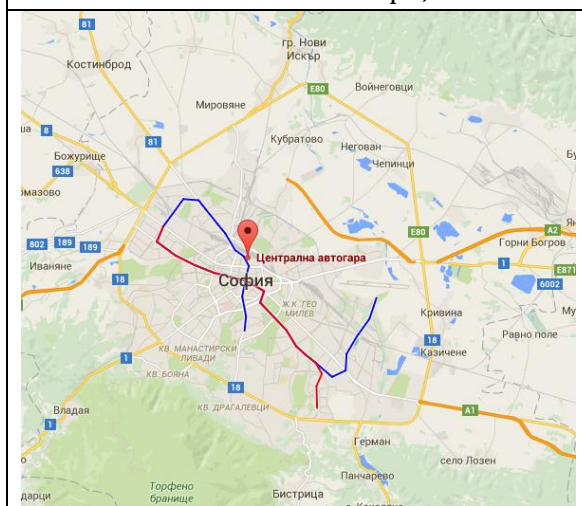 81
гр. Нови
Искър
Костинброд
E80
Войнеговци
Мировяне
8
81
Кубратово
Негован
Божурище
Чепинци
638
802
189
189
E80
A2
Централна автогара
Горни Богров
Иваняне
1
E871
18
София
6002
Ж.К. ГЕО
МИЛЕВ
Кривина
18
Равно поле
КВ. МАНАСТИРСКИ
ЛИВАДИ
Казичене
1
КВ. БОЯНА
18
КВ. ДРАГАЛЕВЦИ
Владая
A1
1
Герман
село Лозен
Панчарево
Торфено
бранище
Бистрица